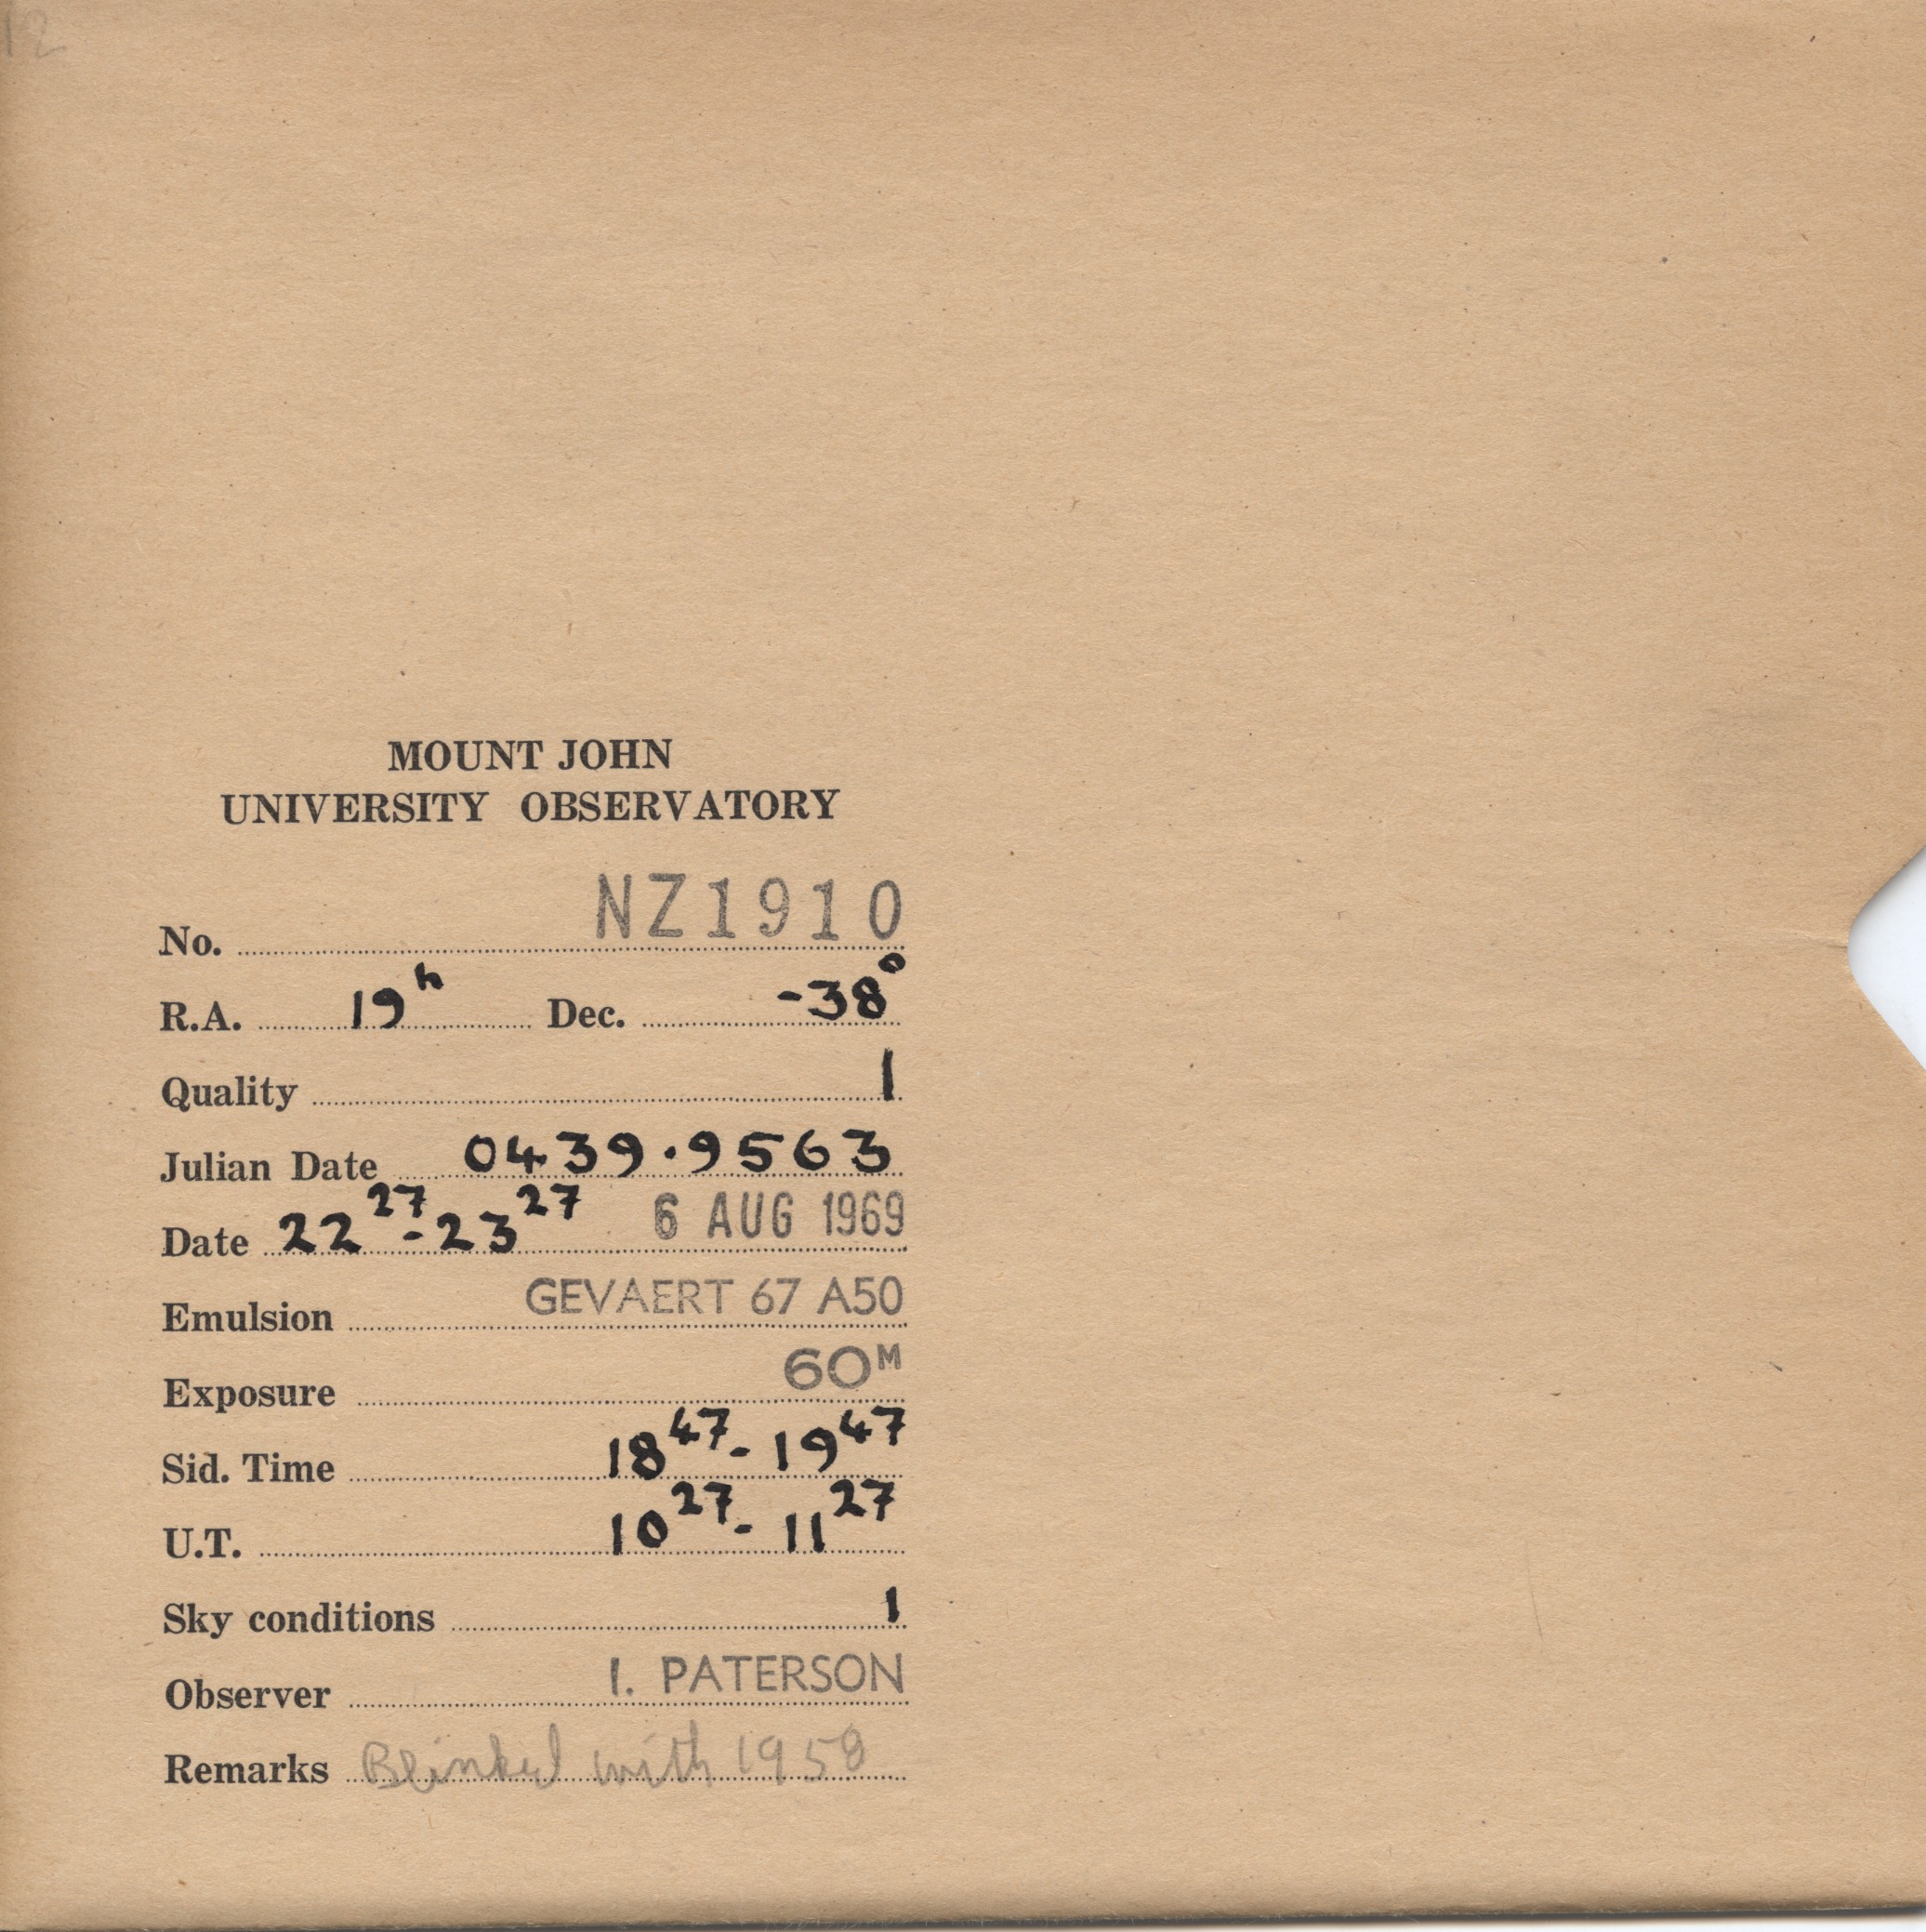 12
MOUNT JOHN
UNIVERSITY OBSERVATORY
No. NZ1910
R.A. 19h Dec. -38°
Quality 1
Julian Date 0439.9563
Date 22 27 - 23 27 6 AUG 1969
Emulsion GEVAERT 67 A50
Exposure 60M
Sid. Time 18 47 - 19 47
U.T. 10 27 - 11 27
Sky conditions 1
Observer I. PATERSON
Remarks Blinked with 1958